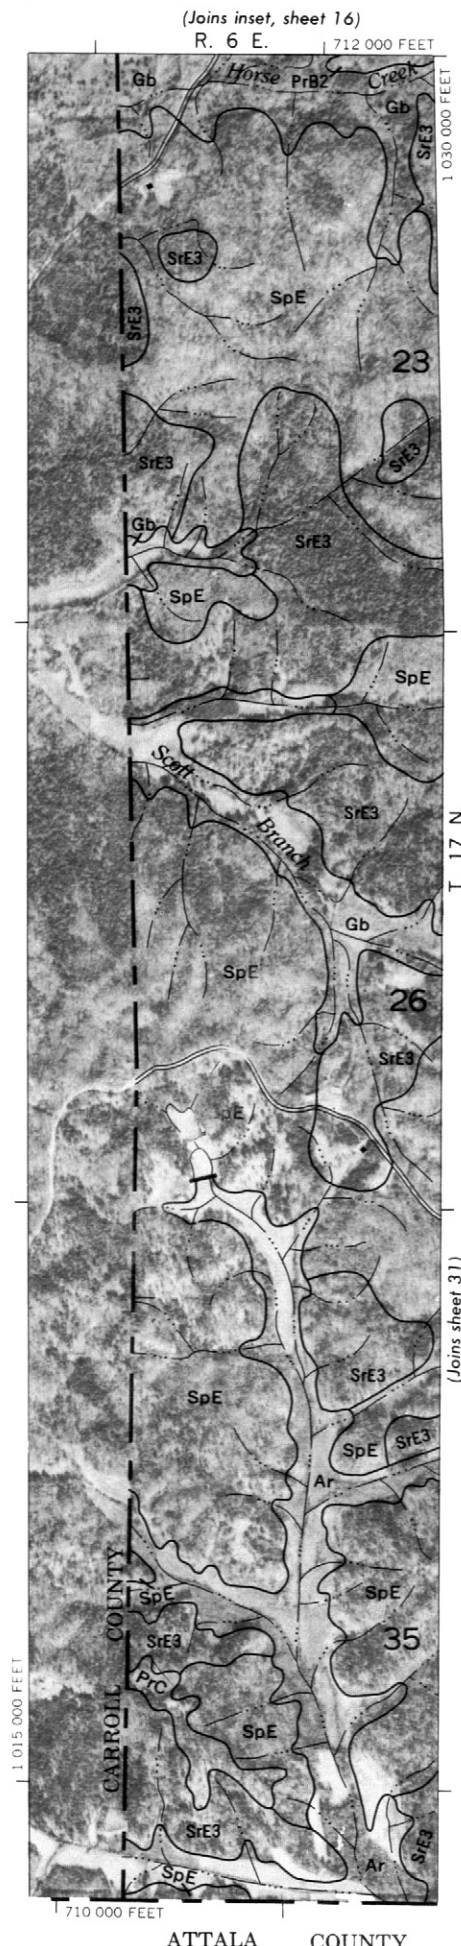 (Joins inset, sheet 16)
R. 6 E.
712 000 FEET
Gb
Horse
PrB2
Creek
Gb
SrE3
1 030 000 FEET
SrE3
SpE
SrE3
23
SrE3
SrE3
Gb
SrE3
SpE
SpE
Scott
Branch
SrE3
T. 17 N.
Gb
SpE
26
SrE3
pE
(Joins sheet 31)
SrE3
SpE
SpE
SrE3
Ar
SpE
SpE
35
SrE3
PrC
SpE
CARROLL COUNTY
1 015 000 FEET
SrE3
SrE3
Ar
SpE
710 000 FEET
ATTALA COUNTY